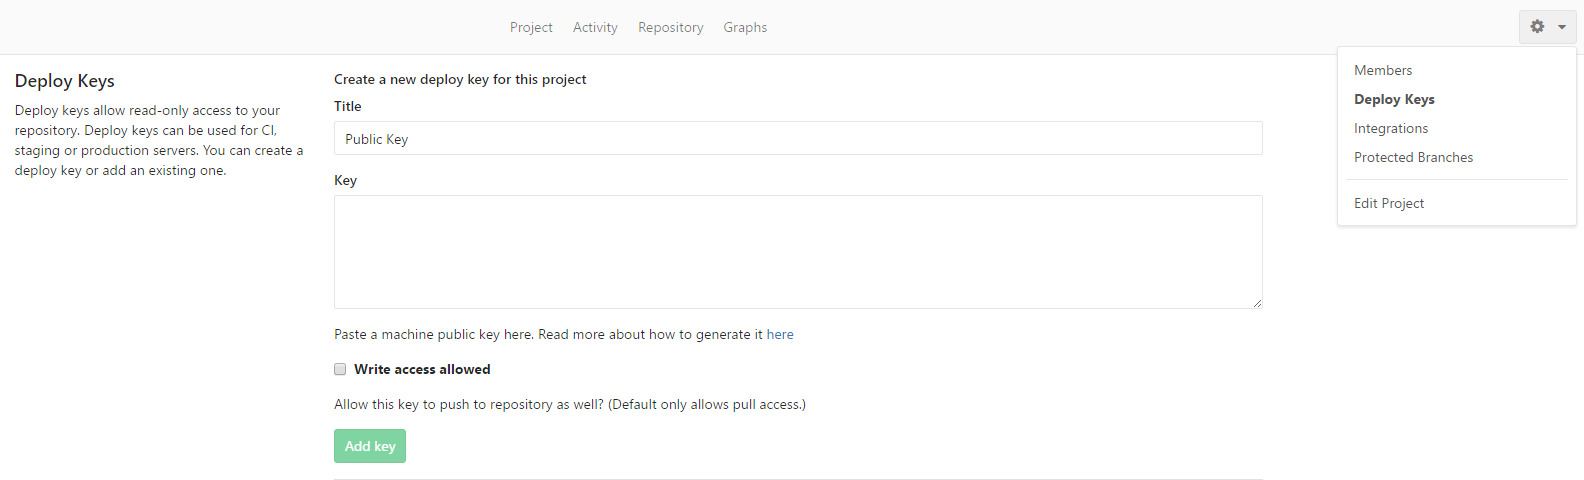 Project Activity Repository Graphs
Deploy Keys
Deploy keys allow read-only access to your
repository. Deploy keys can be used for CI,
staging or production servers. You can create a
deploy key or add an existing one.
Create a new deploy key for this project
Title
Public Key
Key
Paste a machine public key here. Read more about how to generate it here
Write access allowed
Allow this key to push to repository as well? (Default only allows pull access.)
Add key
Members
Deploy Keys
Integrations
Protected Branches
Edit Project